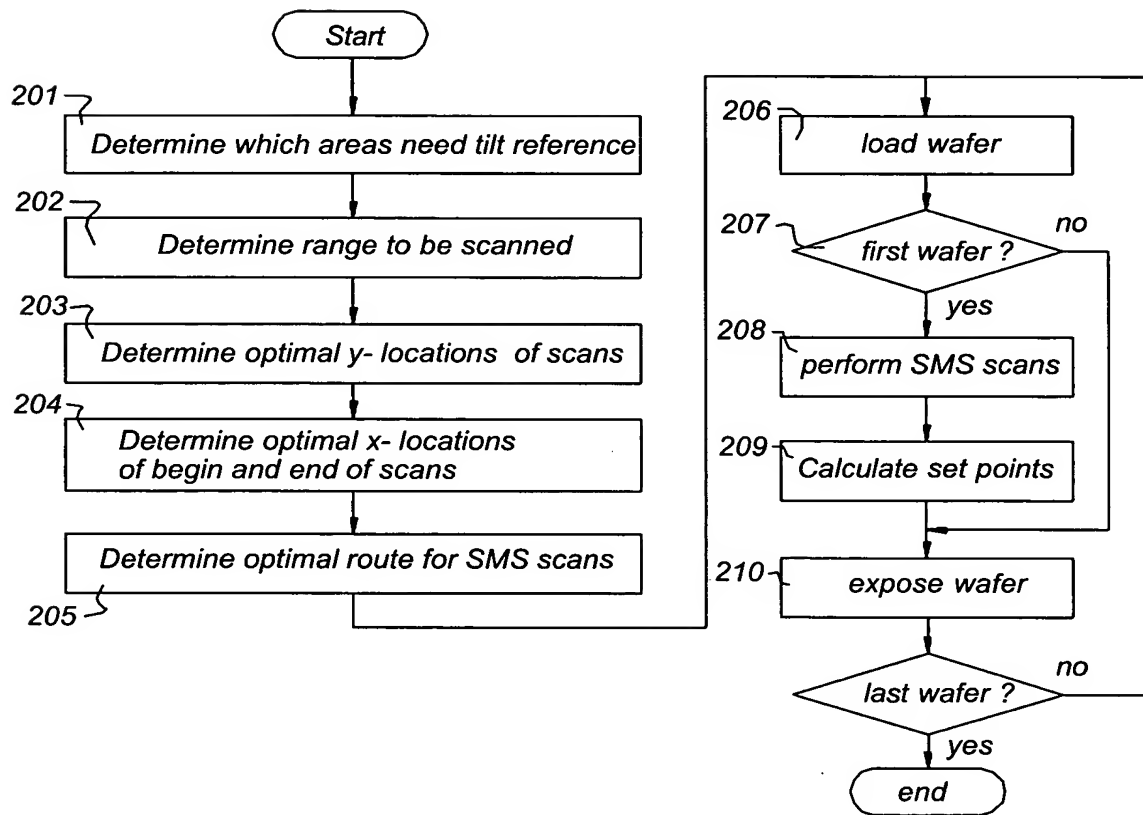 Start
201
Determine which areas need tilt reference
202
Determine range to be scanned
203
Determine optimal y- locations of scans
204
Determine optimal x- locations
of begin and end of scans
Determine optimal route for SMS scans
205
206
load wafer
207
first wafer ?
no
yes
208
perform SMS scans
209
Calculate set points
210
expose wafer
last wafer ?
no
yes
end